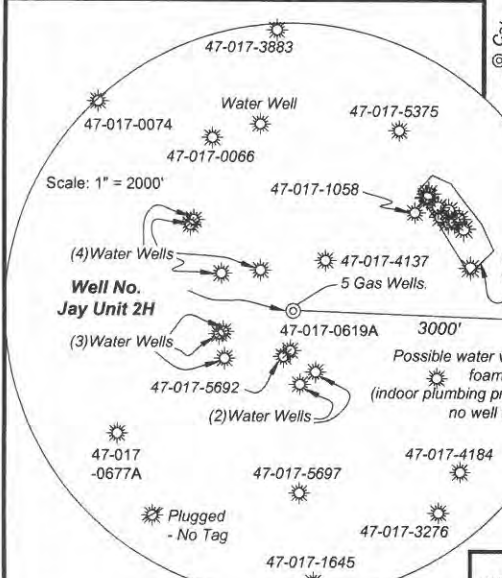 47-017-3883
47-017-0074
Water Well
47-017-5375
47-017-0066
Scale: 1" = 2000'
47-017-1058
(4)Water Wells
47-017-4137
Well No.
Jay Unit 2H
5 Gas Wells.
47-017-0619A
3000'
(3)Water Wells
Possible water
foam
(indoor plumbing
no well
47-017-5692
(2)Water Wells
47-017
-0677A
47-017-4184
47-017-5697
Plugged
- No Tag
47-017-3276
47-017-1645